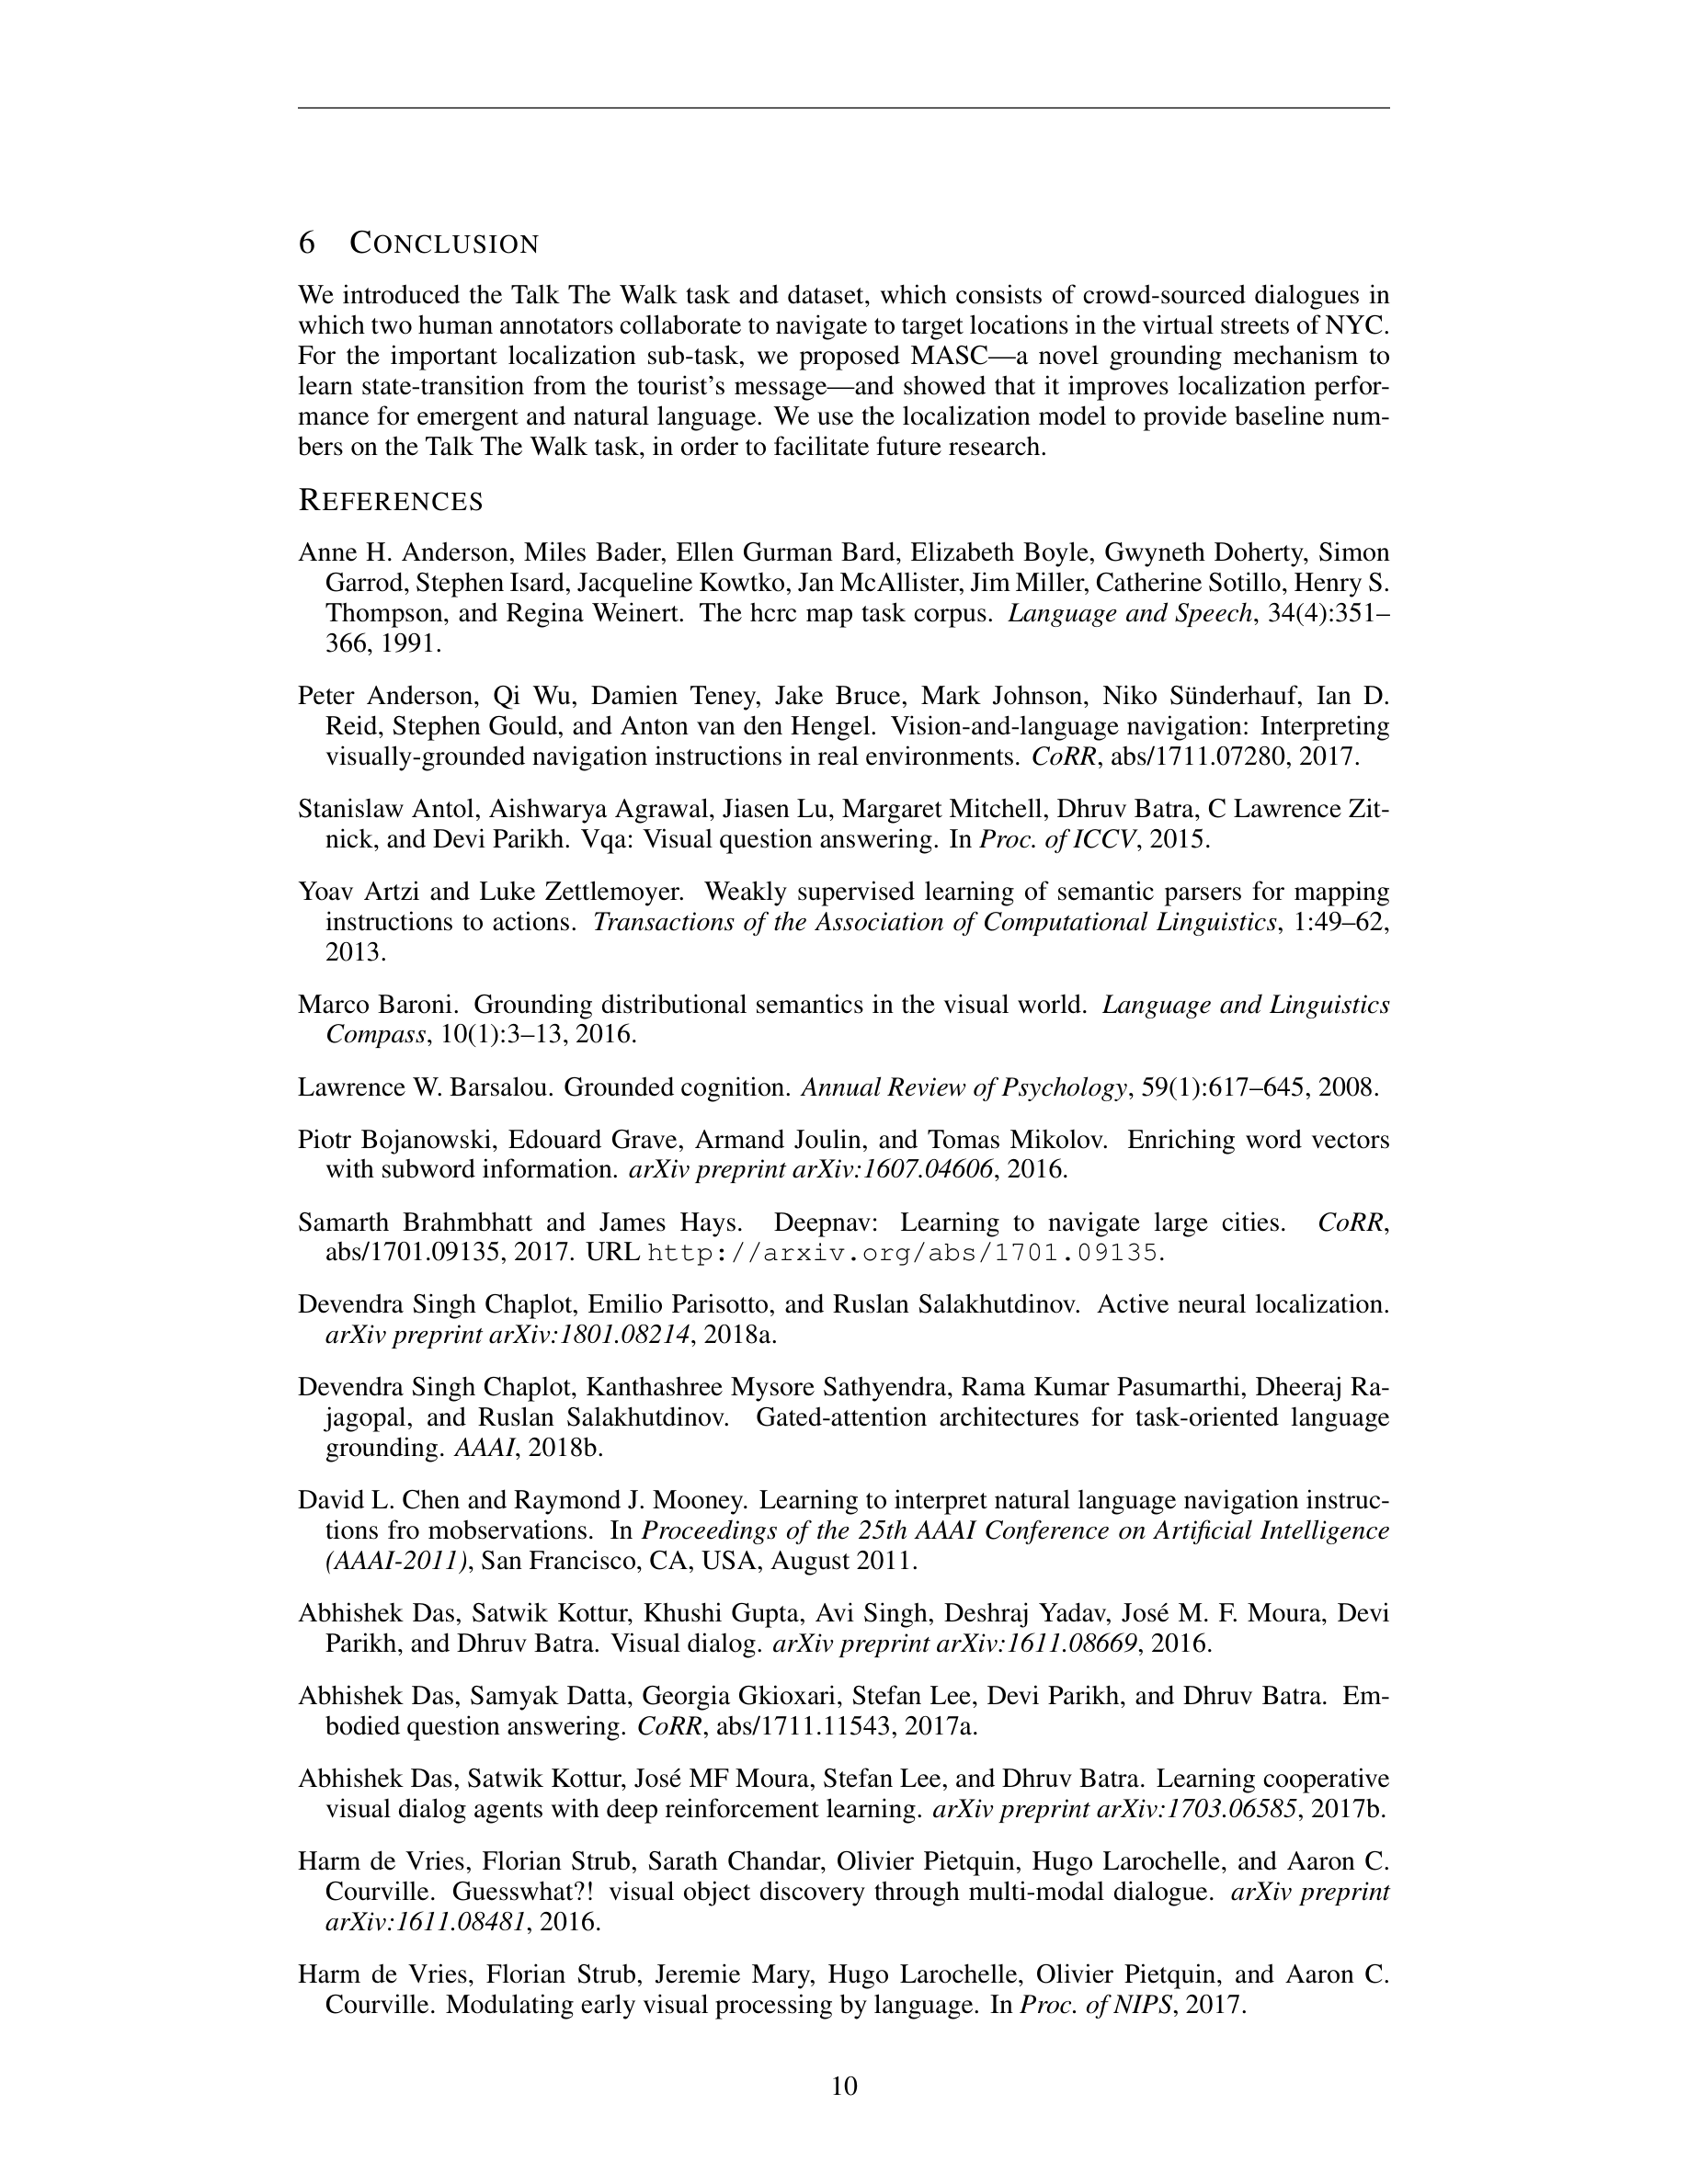 6 CONCLUSION
We introduced the Talk The Walk task and dataset, which consists of crowd-sourced dialogues in
which two human annotators collaborate to navigate to target locations in the virtual streets of NYC.
For the important localization sub-task, we proposed MASC—a novel grounding mechanism to
learn state-transition from the tourist's message—and showed that it improves localization perfor-
mance for emergent and natural language. We use the localization model to provide baseline num-
bers on the Talk The Walk task, in order to facilitate future research.
REFERENCES
Anne H. Anderson, Miles Bader, Ellen Gurman Bard, Elizabeth Boyle, Gwyneth Doherty, Simon
Garrod, Stephen Isard, Jacqueline Kowtko, Jan McAllister, Jim Miller, Catherine Sotillo, Henry S.
Thompson, and Regina Weinert. The hcrc map task corpus. Language and Speech, 34(4):351–
366, 1991.
Peter Anderson, Qi Wu, Damien Teney, Jake Bruce, Mark Johnson, Niko Sünderhauf, Ian D.
Reid, Stephen Gould, and Anton van den Hengel. Vision-and-language navigation: Interpreting
visually-grounded navigation instructions in real environments. CoRR, abs/1711.07280, 2017.
Stanislaw Antol, Aishwarya Agrawal, Jiasen Lu, Margaret Mitchell, Dhruv Batra, C Lawrence Zit-
nick, and Devi Parikh. Vqa: Visual question answering. In Proc. of ICCV, 2015.
Yoav Artzi and Luke Zettlemoyer. Weakly supervised learning of semantic parsers for mapping
instructions to actions. Transactions of the Association of Computational Linguistics, 1:49–62,
2013.
Marco Baroni. Grounding distributional semantics in the visual world. Language and Linguistics
Compass, 10(1):3–13, 2016.
Lawrence W. Barsalou. Grounded cognition. Annual Review of Psychology, 59(1):617–645, 2008.
Piotr Bojanowski, Edouard Grave, Armand Joulin, and Tomas Mikolov. Enriching word vectors
with subword information. arXiv preprint arXiv:1607.04606, 2016.
Samarth Brahmbhatt and James Hays. Deepnav: Learning to navigate large cities. CoRR,
abs/1701.09135, 2017. URL http://arxiv.org/abs/1701.09135.
Devendra Singh Chaplot, Emilio Parisotto, and Ruslan Salakhutdinov. Active neural localization.
arXiv preprint arXiv:1801.08214, 2018a.
Devendra Singh Chaplot, Kanthashree Mysore Sathyendra, Rama Kumar Pasumarthi, Dheeraj Ra-
jagopal, and Ruslan Salakhutdinov. Gated-attention architectures for task-oriented language
grounding. AAAI, 2018b.
David L. Chen and Raymond J. Mooney. Learning to interpret natural language navigation instruc-
tions fro mobservations. In Proceedings of the 25th AAAI Conference on Artificial Intelligence
(AAAI-2011), San Francisco, CA, USA, August 2011.
Abhishek Das, Satwik Kottur, Khushi Gupta, Avi Singh, Deshraj Yadav, José M. F. Moura, Devi
Parikh, and Dhruv Batra. Visual dialog. arXiv preprint arXiv:1611.08669, 2016.
Abhishek Das, Samyak Datta, Georgia Gkioxari, Stefan Lee, Devi Parikh, and Dhruv Batra. Em-
bodied question answering. CoRR, abs/1711.11543, 2017a.
Abhishek Das, Satwik Kottur, José MF Moura, Stefan Lee, and Dhruv Batra. Learning cooperative
visual dialog agents with deep reinforcement learning. arXiv preprint arXiv:1703.06585, 2017b.
Harm de Vries, Florian Strub, Sarath Chandar, Olivier Pietquin, Hugo Larochelle, and Aaron C.
Courville. Guesswhat?! visual object discovery through multi-modal dialogue. arXiv preprint
arXiv:1611.08481, 2016.
Harm de Vries, Florian Strub, Jeremie Mary, Hugo Larochelle, Olivier Pietquin, and Aaron C.
Courville. Modulating early visual processing by language. In Proc. of NIPS, 2017.
10